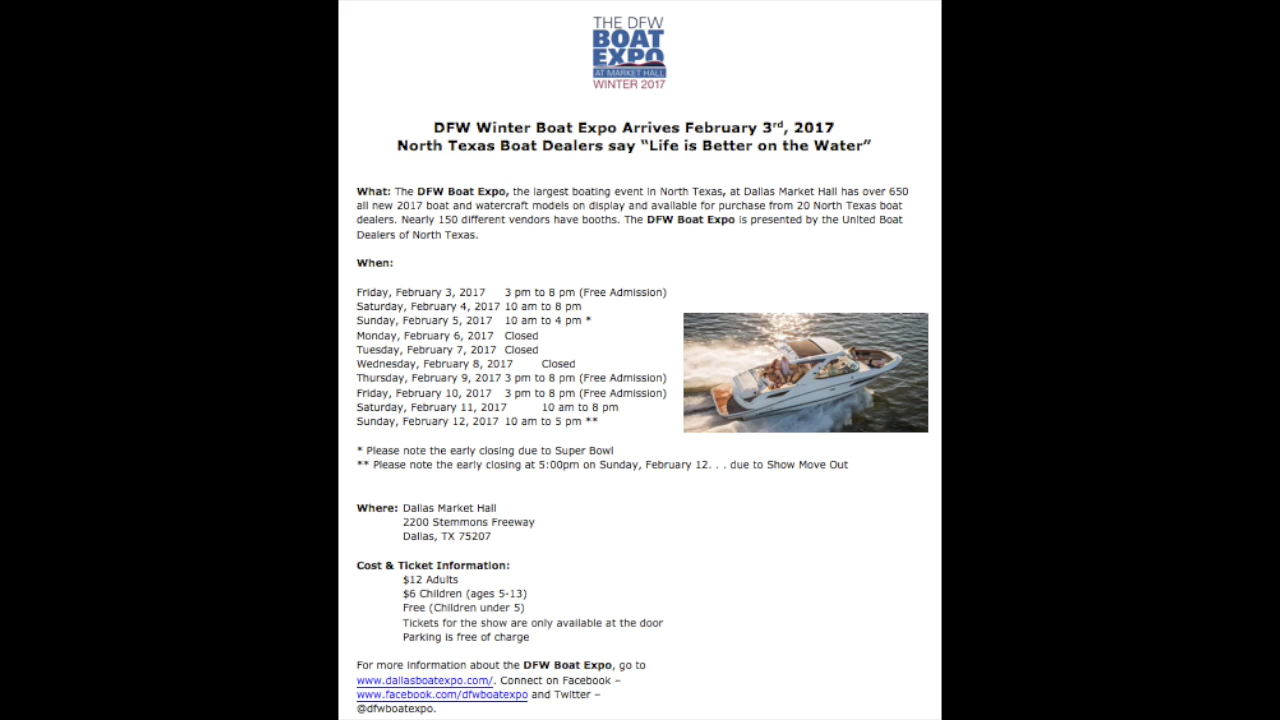 THE DFW
BOAT
EXPO
AT MARKET HALL
WINTER 2017
DFW Winter Boat Expo Arrives February 3rd, 2017
North Texas Boat Dealers say “Life is Better on the Water”
What: The DFW Boat Expo, the largest boating event in North Texas, at Dallas Market Hall has over 650
all new 2017 boat and watercraft models on display and available for purchase from 20 North Texas boat
dealers. Nearly 150 different vendors have booths. The DFW Boat Expo is presented by the United Boat
Dealers of North Texas.
When:
Friday, February 3, 2017 3 pm to 8 pm (Free Admission)
Saturday, February 4, 2017 10 am to 8 pm
Sunday, February 5, 2017 10 am to 4 pm *
Monday, February 6, 2017 Closed
Tuesday, February 7, 2017 Closed
Wednesday, February 8, 2017 Closed
Thursday, February 9, 2017 3 pm to 8 pm (Free Admission)
Friday, February 10, 2017 3 pm to 8 pm (Free Admission)
Saturday, February 11, 2017 10 am to 8 pm
Sunday, February 12, 2017 10 am to 5 pm **
* Please note the early closing due to Super Bowl
** Please note the early closing at 5:00pm on Sunday, February 12. . . due to Show Move Out
Where: Dallas Market Hall
2200 Stemmons Freeway
Dallas, TX 75207
Cost & Ticket Information:
$12 Adults
$6 Children (ages 5-13)
Free (Children under 5)
Tickets for the show are only available at the door
Parking is free of charge
For more information about the DFW Boat Expo, go to
www.dallasboatexpo.com/. Connect on Facebook –
www.facebook.com/dfwboatexpo and Twitter –
@dfwboatexpo.